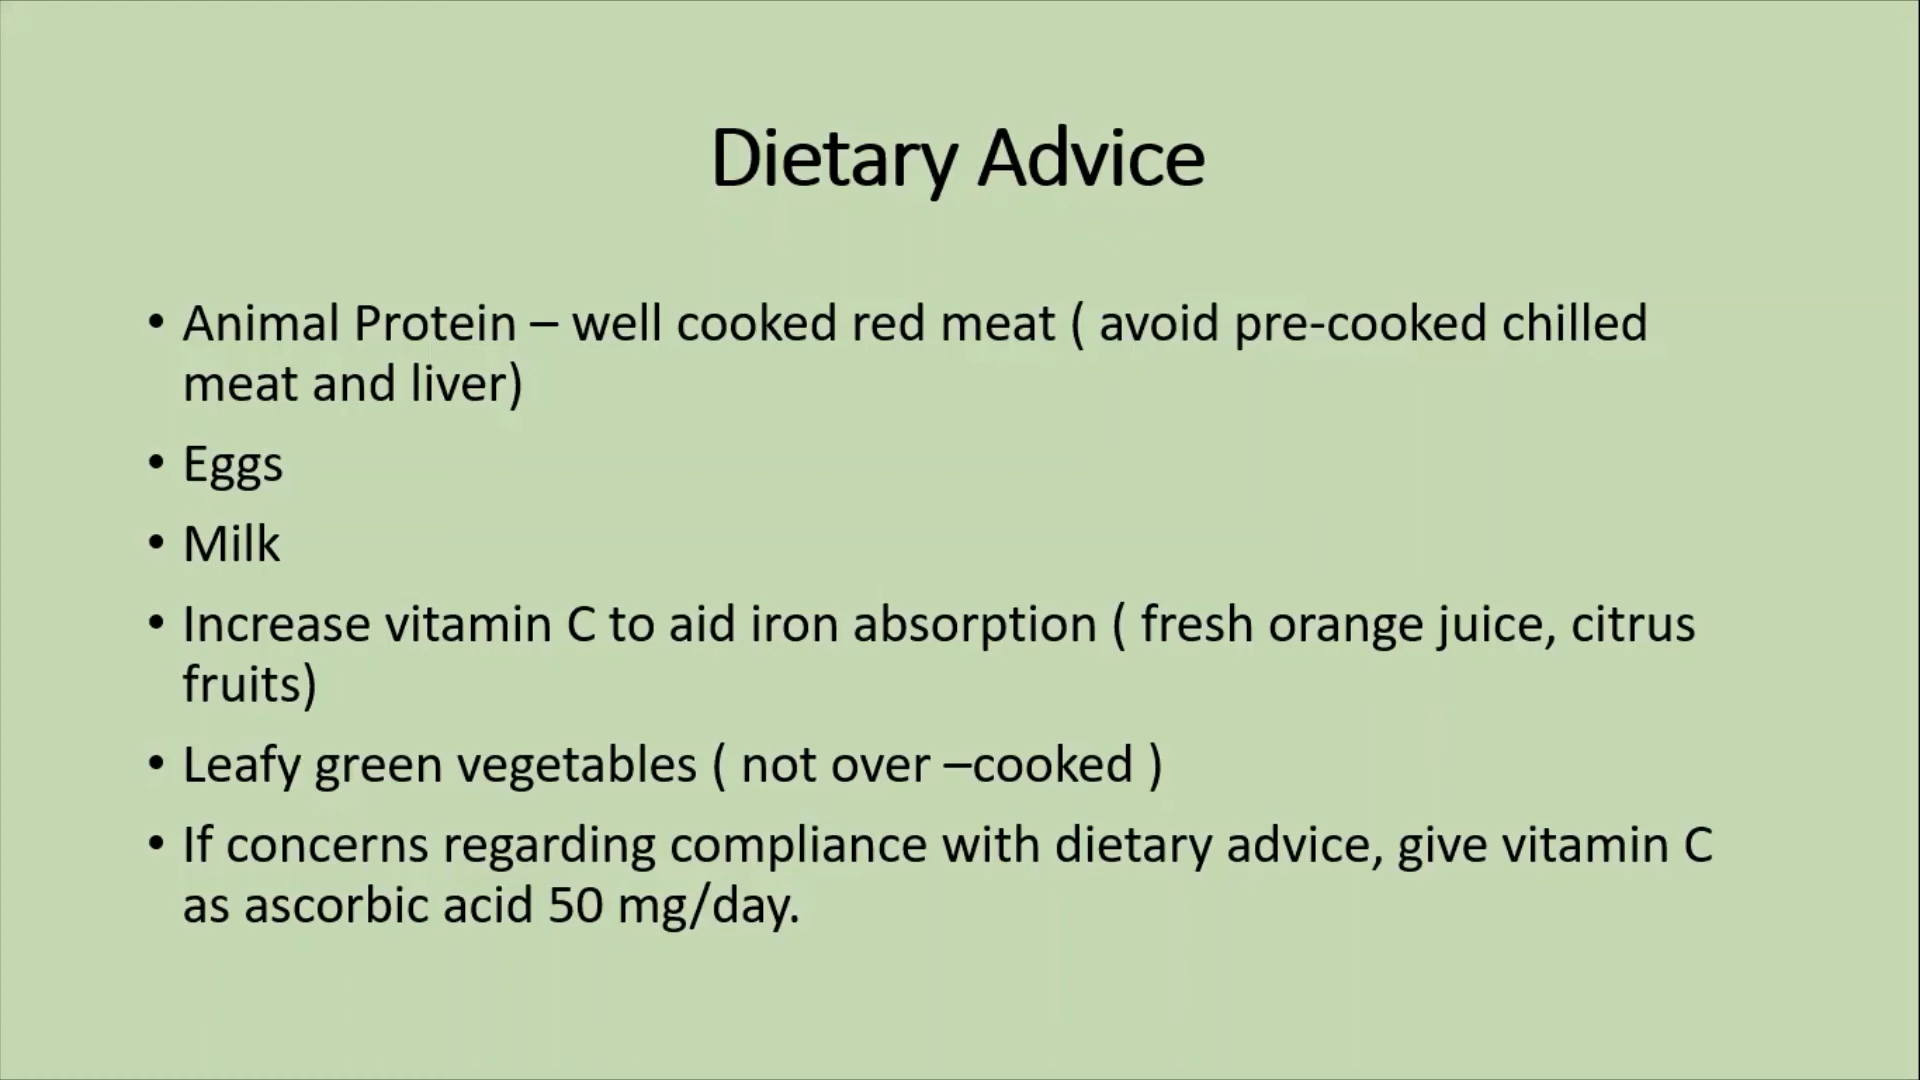 Dietary Advice
• Animal Protein – well cooked red meat ( avoid pre-cooked chilled
meat and liver)
• Eggs
• Milk
• Increase vitamin C to aid iron absorption ( fresh orange juice, citrus
fruits)
• Leafy green vegetables ( not over –cooked )
• If concerns regarding compliance with dietary advice, give vitamin C
as ascorbic acid 50 mg/day.